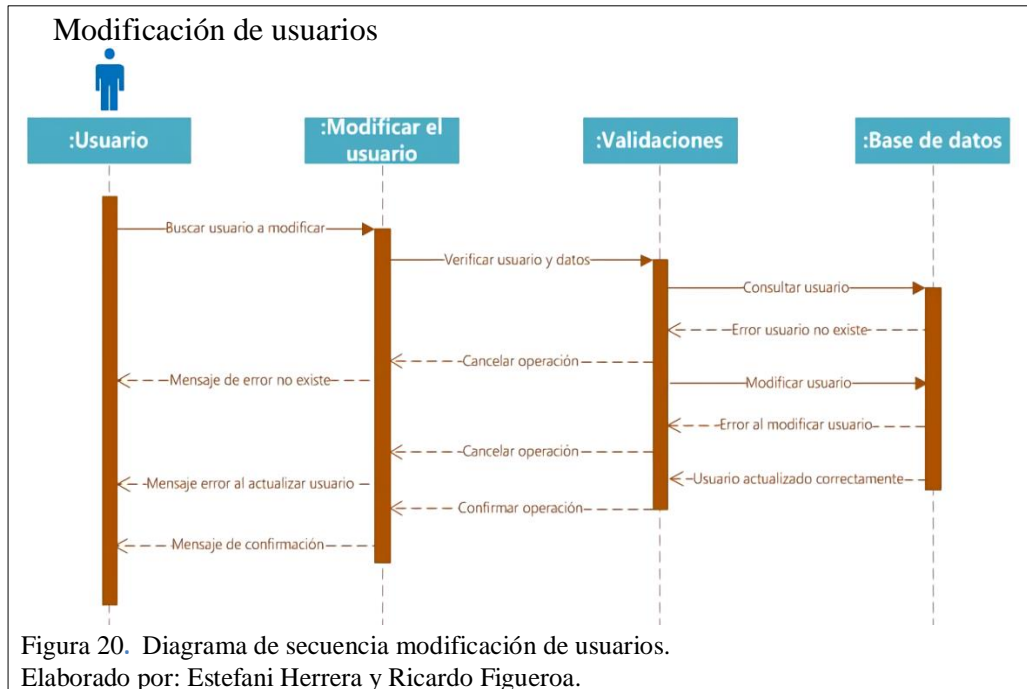 Modificación de usuarios
:Usuario
:Modificar el
usuario
:Validaciones
:Base de datos
Buscar usuario a modificar
Verificar usuario y datos
Consultar usuario
Error usuario no existe
Cancelar operación
Mensaje de error no existe
Modificar usuario
Error al modificar usuario
Cancelar operación
Usuario actualizado correctamente
Mensaje error al actualizar usuario
Confirmar operación
Mensaje de confirmación
Figura 20. Diagrama de secuencia modificación de usuarios.
Elaborado por: Estefani Herrera y Ricardo Figueroa.